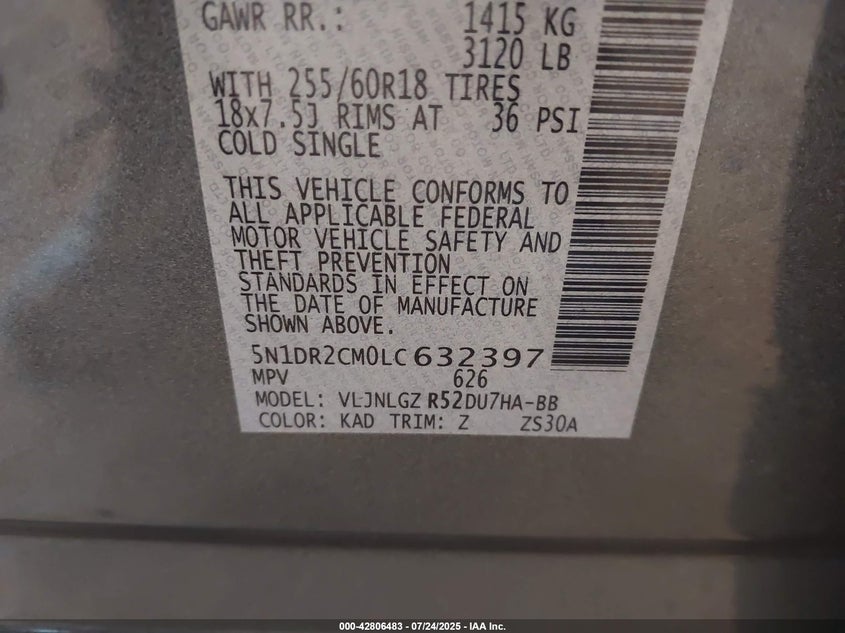 GAWR RR.: 1415 KG
3120 LB
WITH 255/60R18 TIRES
18x7.5J RIMS AT 36 PSI
COLD SINGLE
THIS VEHICLE CONFORMS TO
ALL APPLICABLE FEDERAL
MOTOR VEHICLE SAFETY AND
THEFT PREVENTION
STANDARDS IN EFFECT ON
THE DATE OF MANUFACTURE
SHOWN ABOVE.
5N1DR2CM0LC632397
MPV 626
MODEL: VLJNLGZ R52DU7HA-BB
COLOR: KAD TRIM: Z ZS30A
000-42806483 - 07/24/2025 - IAA Inc.